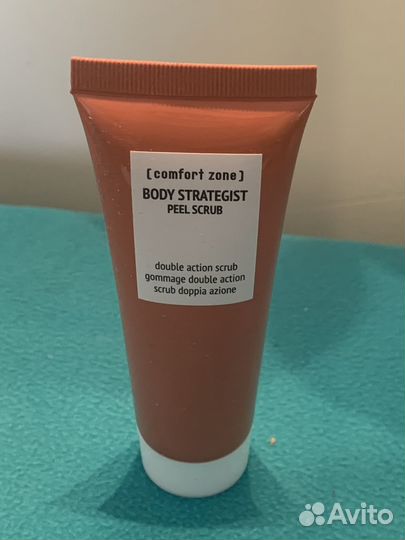 [comfort zone]
BODY STRATEGIST
PEEL SCRUB
double action scrub
gommage double action
scrub doppia azione
Avito